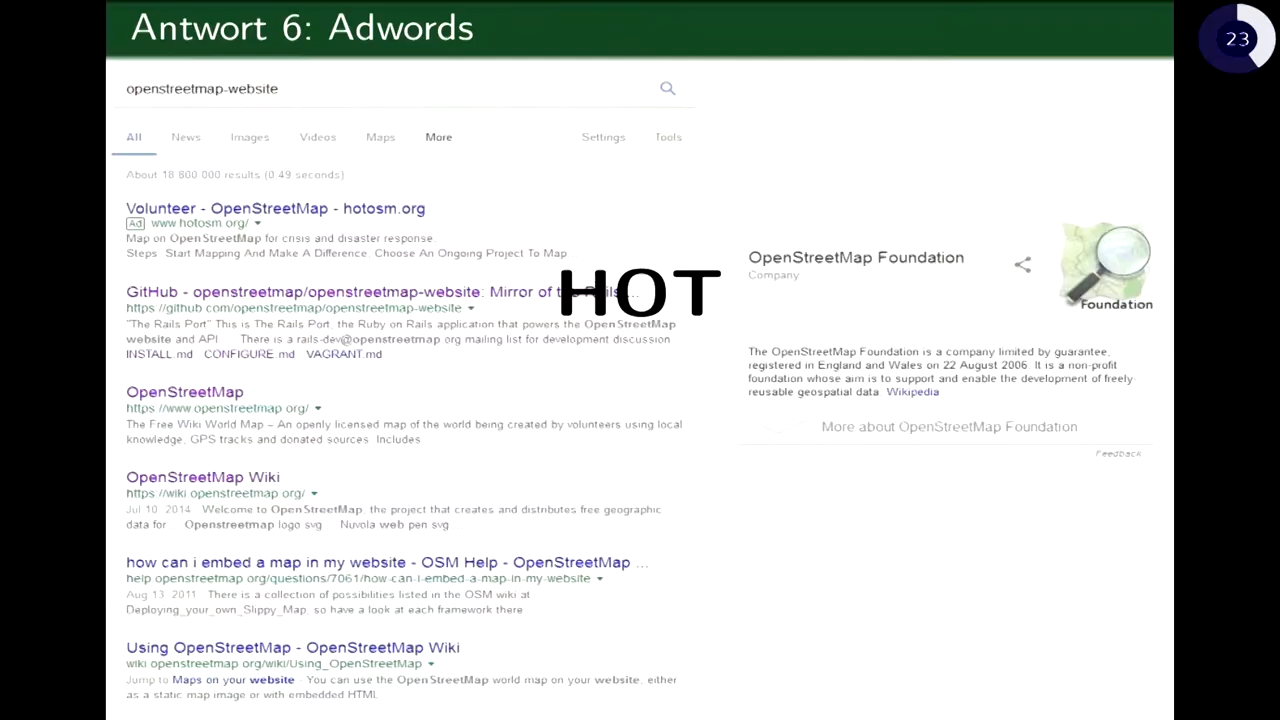 Antwort 6: Adwords
23
openstreetmap-website
All News Images Videos Maps More Settings Tools
About 18 800 000 results (0.49 seconds)
Volunteer - OpenStreetMap - hotosm.org
Ad www.hotosm.org/
Map on OpenStreetMap for crisis and disaster response.
Steps Start Mapping And Make A Difference, Choose An Ongoing Project To Map
HOT
GitHub - openstreetmap/openstreetmap-website: Mirror of the Rails ...
https://github com/openstreetmap/openstreetmap-website
"The Rails Port" This is The Rails Port, the Ruby on Rails application that powers the OpenStreetMap
website and API There is a rails-dev@openstreetmap org mailing list for development discussion
INSTALL.md CONFIGURE.md VAGRANT.md
OpenStreetMap
https://www.openstreetmap org/
The Free Wiki World Map – An openly licensed map of the world being created by volunteers using local
knowledge, GPS tracks and donated sources Includes
OpenStreetMap Wiki
https://wiki openstreetmap org/
Jul 10, 2014 Welcome to OpenStreetMap, the project that creates and distributes free geographic
data for Openstreetmap logo svg Nuvola web pen svg
how can i embed a map in my website - OSM Help - OpenStreetMap ...
help openstreetmap org/questions/7061/how-can-i-embed-a-map-in-my-website
Aug 13, 2011 There is a collection of possibilities listed in the OSM wiki at
Deploying_your_own_Slippy_Map, so have a look at each framework there
Using OpenStreetMap - OpenStreetMap Wiki
wiki openstreetmap org/wiki/Using_OpenStreetMap
Jump to Maps on your website - You can use the OpenStreetMap world map on your website, either
as a static map image or with embedded HTML
OpenStreetMap Foundation
Company
Foundation
The OpenStreetMap Foundation is a company limited by guarantee,
registered in England and Wales on 22 August 2006. It is a non-profit
foundation whose aim is to support and enable the development of freely-
reusable geospatial data Wikipedia
More about OpenStreetMap Foundation
Feedback